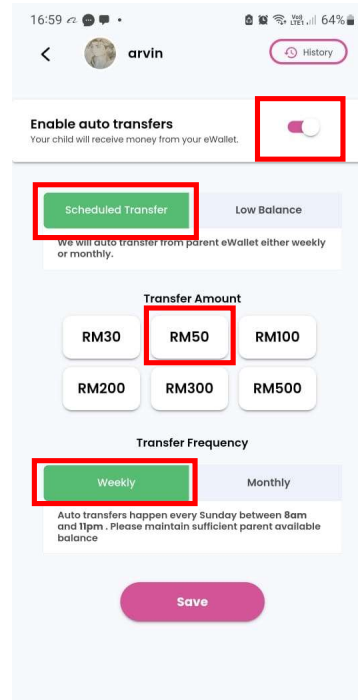 16:59 64%
arvin History
Enable auto transfers
Your child will receive money from your eWallet.
Scheduled Transfer Low Balance
We will auto transfer from parent eWallet either weekly
or monthly.
Transfer Amount
RM30 RM50 RM100
RM200 RM300 RM500
Transfer Frequency
Weekly Monthly
Auto transfers happen every Sunday between 8am
and 11pm . Please maintain sufficient parent available
balance
Save